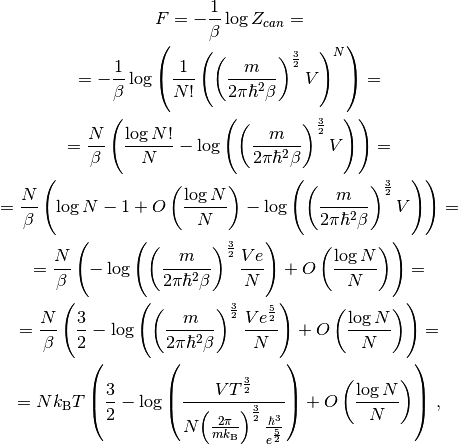 F = -\frac{1}{\beta} \log Z_{can} =
= -\frac{1}{\beta} \log \left( \frac{1}{N!} \left( \left( \frac{m}{2\pi\hbar^2\beta} \right)^{\frac{3}{2}} V \right)^N \right) =
= \frac{N}{\beta} \left( \frac{\log N!}{N} - \log \left( \left( \frac{m}{2\pi\hbar^2\beta} \right)^{\frac{3}{2}} V \right) \right) =
= \frac{N}{\beta} \left( \log N - 1 + O \left( \frac{\log N}{N} \right) - \log \left( \left( \frac{m}{2\pi\hbar^2\beta} \right)^{\frac{3}{2}} V \right) \right) =
= \frac{N}{\beta} \left( - \log \left( \left( \frac{m}{2\pi\hbar^2\beta} \right)^{\frac{3}{2}} \frac{Ve}{N} \right) + O \left( \frac{\log N}{N} \right) \right) =
= \frac{N}{\beta} \left( \frac{3}{2} - \log \left( \left( \frac{m}{2\pi\hbar^2\beta} \right)^{\frac{3}{2}} \frac{Ve^{\frac{5}{2}}}{N} \right) + O \left( \frac{\log N}{N} \right) \right) =
= Nk_{\mathrm{B}}T \left( \frac{3}{2} - \log \left( \frac{VT^{\frac{3}{2}}}{N \left( \frac{2\pi}{mk_{\mathrm{B}}} \right)^{\frac{3}{2}} \frac{\hbar^3}{e^{\frac{5}{2}}}} \right) + O \left( \frac{\log N}{N} \right) \right) ,